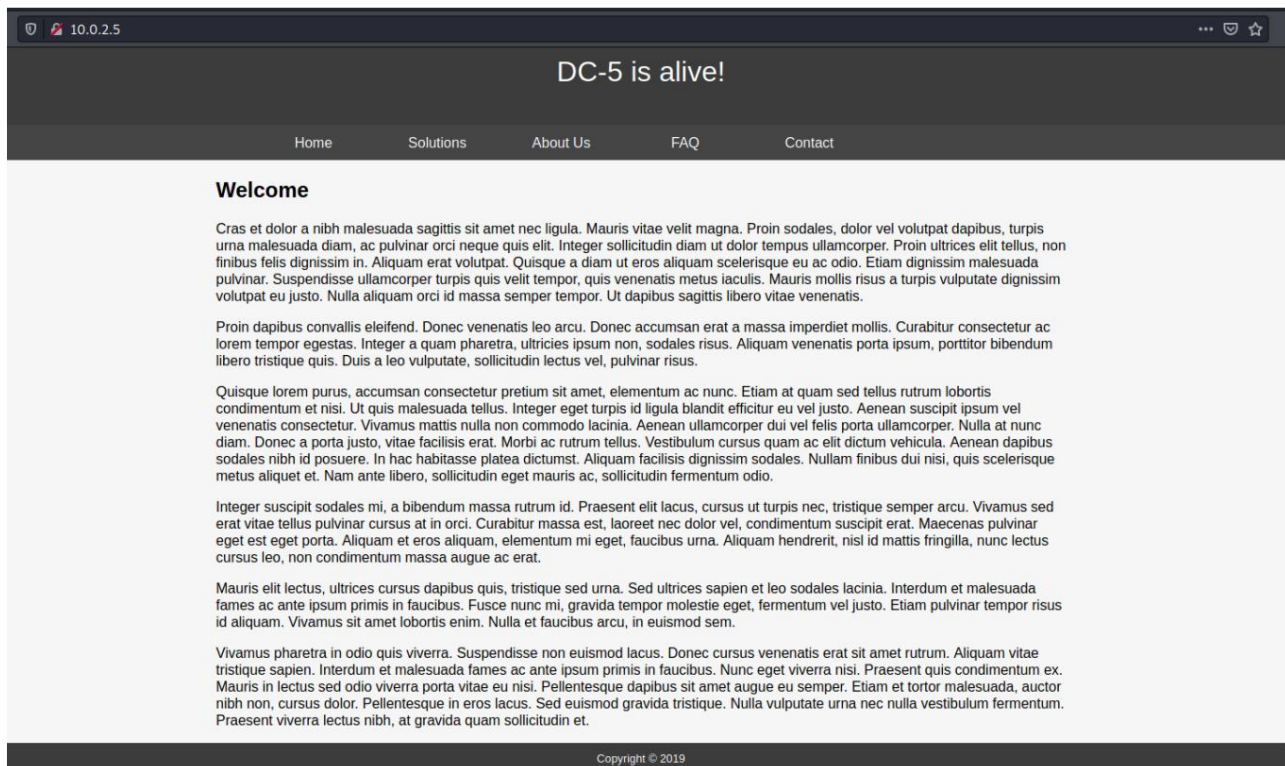 10.0.2.5
DC-5 is alive!
Home Solutions About Us FAQ Contact
Welcome
Cras et dolor a nibh malesuada sagittis sit amet nec ligula. Mauris vitae velit magna. Proin sodales, dolor vel volutpat dapibus, turpis
urna malesuada diam, ac pulvinar orci neque quis elit. Integer sollicitudin diam ut dolor tempus ullamcorper. Proin ultrices elit tellus, non
finibus felis dignissim in. Aliquam erat volutpat. Quisque a diam ut eros aliquam scelerisque eu ac odio. Etiam dignissim malesuada
pulvinar. Suspendisse ullamcorper turpis quis velit tempor, quis venenatis metus iaculis. Mauris mollis risus a turpis vulputate dignissim
volutpat eu justo. Nulla aliquam orci id massa semper tempor. Ut dapibus sagittis libero vitae venenatis.
Proin dapibus convallis eleifend. Donec venenatis leo arcu. Donec accumsan erat a massa imperdiet mollis. Curabitur consectetur ac
lorem tempor egestas. Integer a quam pharetra, ultricies ipsum non, sodales risus. Aliquam venenatis porta ipsum, porttitor bibendum
libero tristique quis. Duis a leo vulputate, sollicitudin lectus vel, pulvinar risus.
Quisque lorem purus, accumsan consectetur pretium sit amet, elementum ac nunc. Etiam at quam sed tellus rutrum lobortis
condimentum et nisi. Ut quis malesuada tellus. Integer eget turpis id ligula blandit efficitur eu vel justo. Aenean suscipit ipsum vel
venenatis consectetur. Vivamus mattis nulla non commodo lacinia. Aenean ullamcorper dui vel felis porta ullamcorper. Nulla at nunc
diam. Donec a porta justo, vitae facilisis erat. Morbi ac rutrum tellus. Vestibulum cursus quam ac elit dictum vehicula. Aenean dapibus
sodales nibh id posuere. In hac habitasse platea dictumst. Aliquam facilisis dignissim sodales. Nullam finibus dui nisi, quis scelerisque
metus aliquet et. Nam ante libero, sollicitudin eget mauris ac, sollicitudin fermentum odio.
Integer suscipit sodales mi, a bibendum massa rutrum id. Praesent elit lacus, cursus ut turpis nec, tristique semper arcu. Vivamus sed
erat vitae tellus pulvinar cursus at in orci. Curabitur massa est, laoreet nec dolor vel, condimentum suscipit erat. Maecenas pulvinar
eget est eget porta. Aliquam et eros aliquam, elementum mi eget, faucibus urna. Aliquam hendrerit, nisl id mattis fringilla, nunc lectus
cursus leo, non condimentum massa augue ac erat.
Mauris elit lectus, ultrices cursus dapibus quis, tristique sed urna. Sed ultrices sapien et leo sodales lacinia. Interdum et malesuada
fames ac ante ipsum primis in faucibus. Fusce nunc mi, gravida tempor molestie eget, fermentum vel justo. Etiam pulvinar tempor risus
id aliquam. Vivamus sit amet lobortis enim. Nulla et faucibus arcu, in euismod sem.
Vivamus pharetra in odio quis viverra. Suspendisse non euismod lacus. Donec cursus venenatis erat sit amet rutrum. Aliquam vitae
tristique sapien. Interdum et malesuada fames ac ante ipsum primis in faucibus. Nunc eget viverra nisi. Praesent quis condimentum ex.
Mauris in lectus sed odio viverra porta vitae eu nisi. Pellentesque dapibus sit amet augue eu semper. Etiam et tortor malesuada, auctor
nibh non, cursus dolor. Pellentesque in eros lacus. Sed euismod gravida tristique. Nulla vulputate urna nec nulla vestibulum fermentum.
Praesent viverra lectus nibh, at gravida quam sollicitudin et.
Copyright © 2019